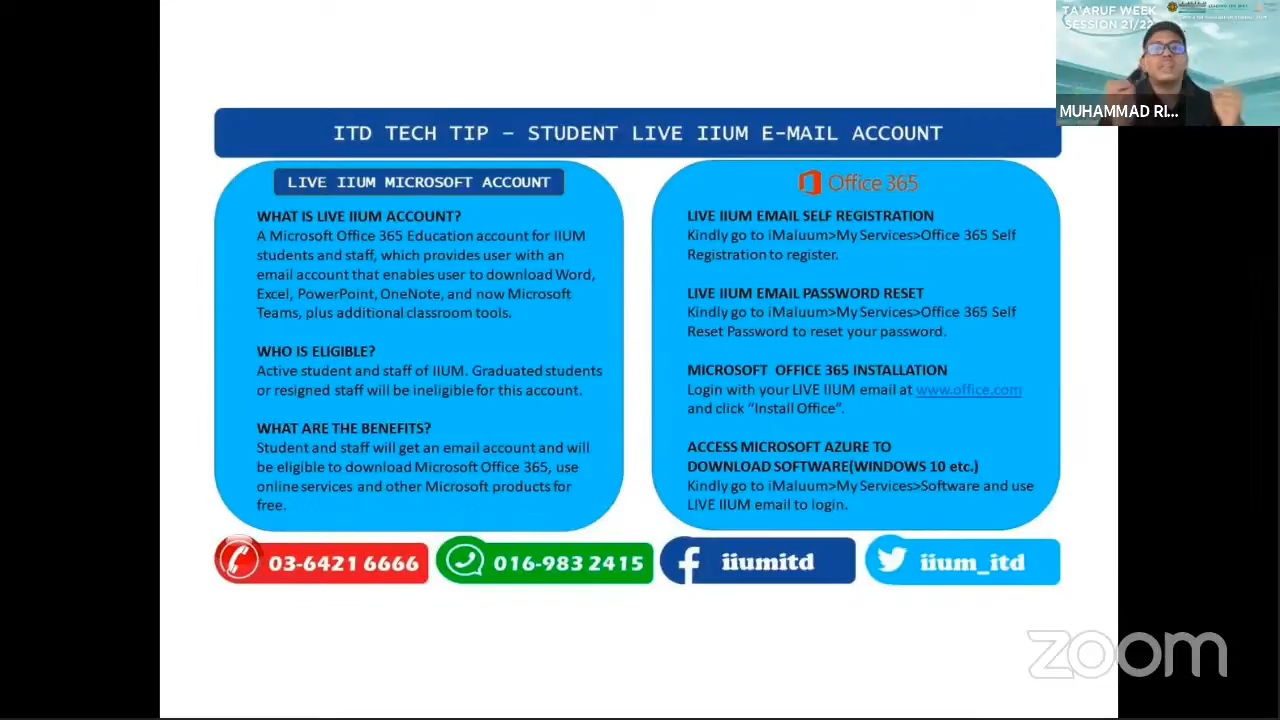 TA'ARUF WEEK
SESSION 21/22
MUHAMMAD RI...
ITD TECH TIP – STUDENT LIVE IIUM E-MAIL ACCOUNT
LIVE IIUM MICROSOFT ACCOUNT
WHAT IS LIVE IIUM ACCOUNT?
A Microsoft Office 365 Education account for IIUM
students and staff, which provides user with an
email account that enables user to download Word,
Excel, PowerPoint, OneNote, and now Microsoft
Teams, plus additional classroom tools.
WHO IS ELIGIBLE?
Active student and staff of IIUM. Graduated students
or resigned staff will be ineligible for this account.
WHAT ARE THE BENEFITS?
Student and staff will get an email account and will
be eligible to download Microsoft Office 365, use
online services and other Microsoft products for
free.
Office 365
LIVE IIUM EMAIL SELF REGISTRATION
Kindly go to iMaluum>My Services>Office 365 Self
Registration to register.
LIVE IIUM EMAIL PASSWORD RESET
Kindly go to iMaluum>My Services>Office 365 Self
Reset Password to reset your password.
MICROSOFT OFFICE 365 INSTALLATION
Login with your LIVE IIUM email at www.office.com
and click “Install Office”.
ACCESS MICROSOFT AZURE TO
DOWNLOAD SOFTWARE(WINDOWS 10 etc.)
Kindly go to iMaluum>My Services>Software and use
LIVE IIUM email to login.
03-6421 6666
016-983 2415
iiumitd
iium_itd
zoom